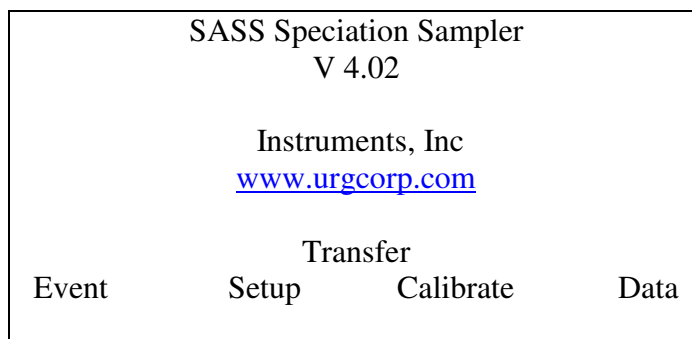 SASS Speciation Sampler
V 4.02
Instruments, Inc
www.urgcorp.com
Transfer
Event Setup Calibrate Data